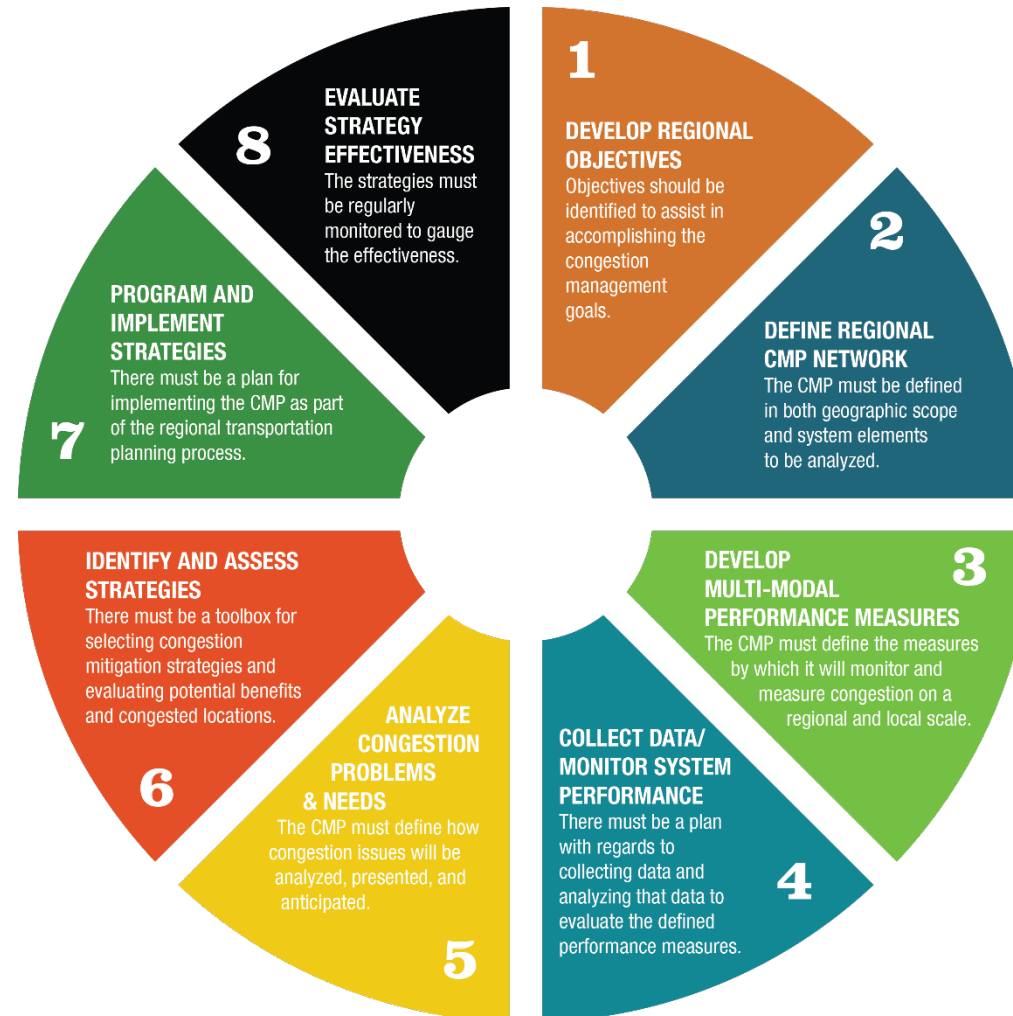 1
DEVELOP REGIONAL
OBJECTIVES
Objectives should be
identified to assist in
accomplishing the
congestion
management
goals.
2
DEFINE REGIONAL
CMP NETWORK
The CMP must be defined
in both geographic scope
and system elements
to be analyzed.
3
DEVELOP
MULTI-MODAL
PERFORMANCE MEASURES
The CMP must define the measures
by which it will monitor and
measure congestion on a
regional and local scale.
4
COLLECT DATA/
MONITOR SYSTEM
PERFORMANCE
There must be a plan
with regards to
collecting data and
analyzing that data to
evaluate the defined
performance measures.
5
ANALYZE
CONGESTION
PROBLEMS
& NEEDS
The CMP must define how
congestion issues will be
analyzed, presented, and
anticipated.
6
IDENTIFY AND ASSESS
STRATEGIES
There must be a toolbox for
selecting congestion
mitigation strategies and
evaluating potential benefits
and congested locations.
7
PROGRAM AND
IMPLEMENT
STRATEGIES
There must be a plan for
implementing the CMP as part
of the regional transportation
planning process.
8
EVALUATE
STRATEGY
EFFECTIVENESS
The strategies must
be regularly
monitored to gauge
the effectiveness.